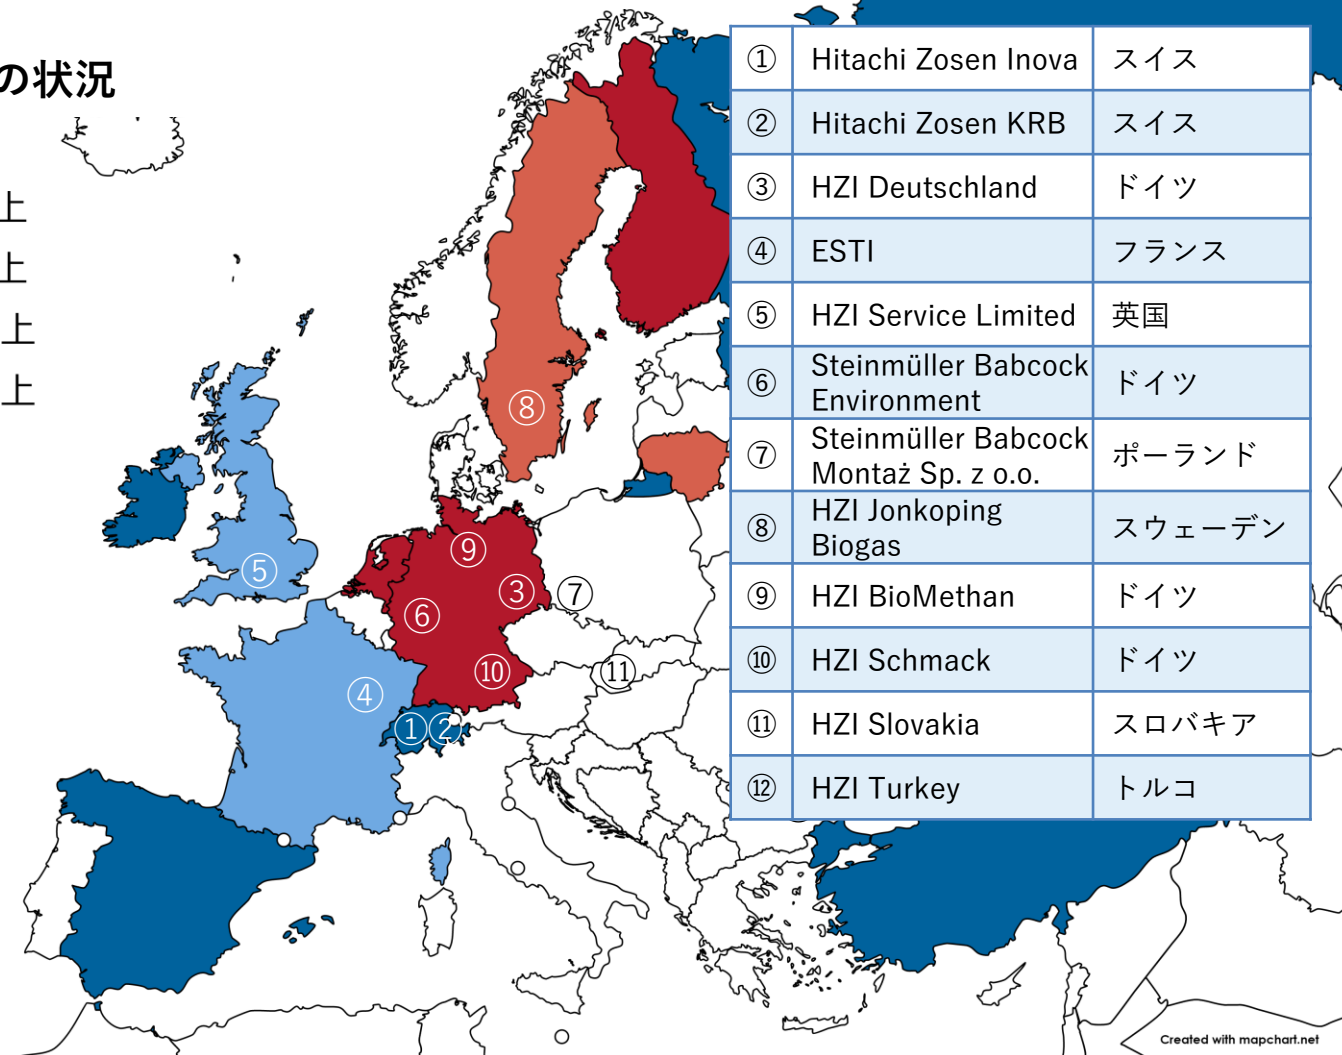 の状況
上
上
上
上
① Hitachi Zosen Inova スイス
② Hitachi Zosen KRB スイス
③ HZI Deutschland ドイツ
④ ESTI フランス
⑤ HZI Service Limited 英国
⑥ Steinmüller Babcock
Environment ドイツ
⑦ Steinmüller Babcock
Montaż Sp. z o.o. ポーランド
⑧ HZI Jonkoping
Biogas スウェーデン
⑨ HZI BioMethan ドイツ
⑩ HZI Schmack ドイツ
⑪ HZI Slovakia スロバキア
⑫ HZI Turkey トルコ
⑧
⑨
⑤
③
⑦
⑥
⑩
⑪
④
① ②
Created with mapchart.net